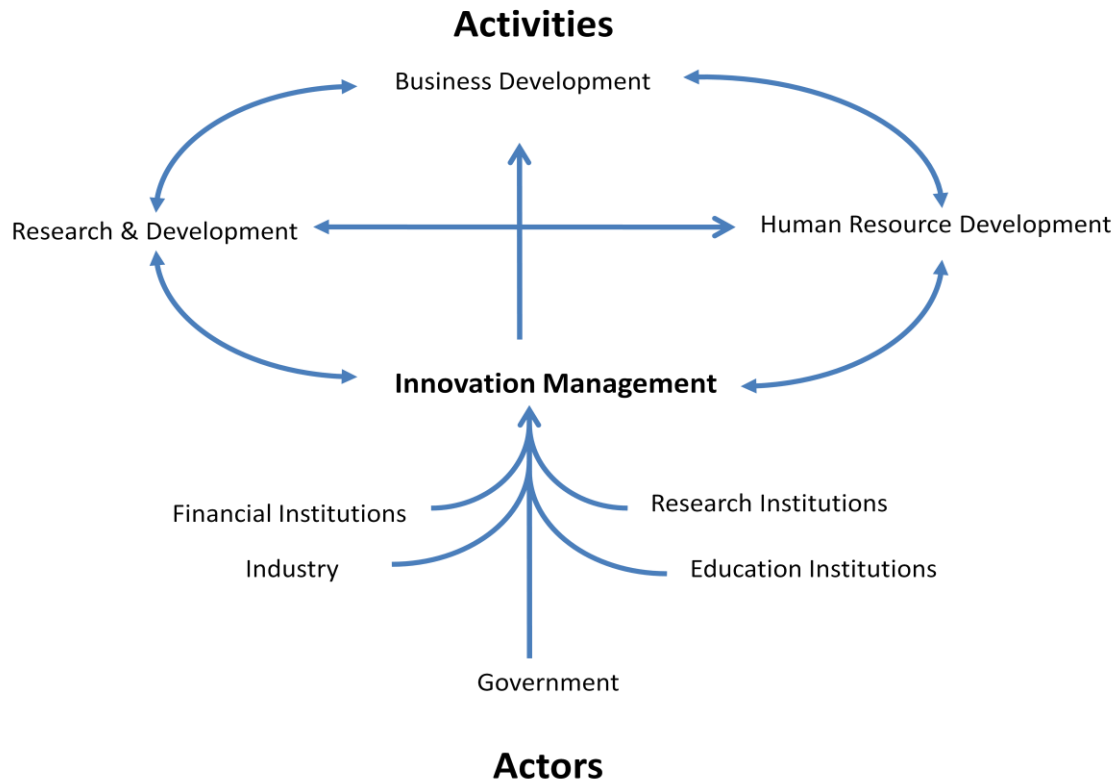 Activities
Business Development
Research & Development
Human Resource Development
Innovation Management
Financial Institutions
Research Institutions
Industry
Education Institutions
Government
Actors